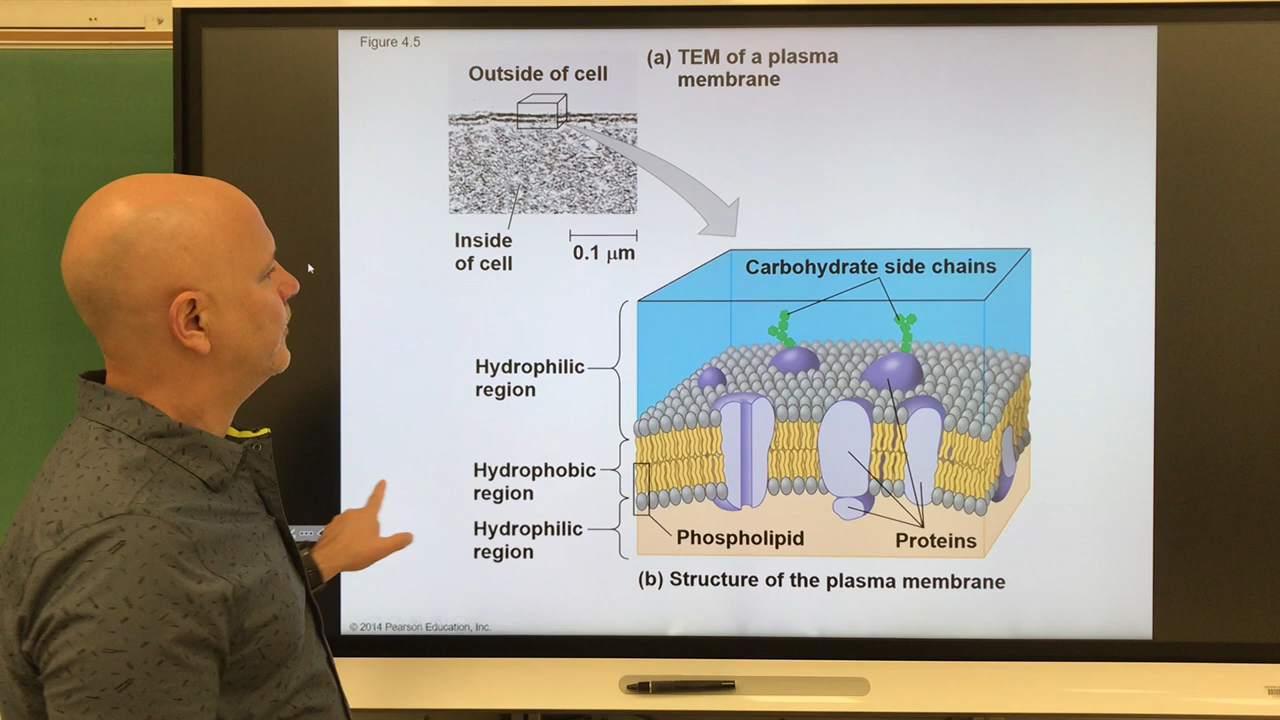 Figure 4.5
(a) TEM of a plasma
membrane
Outside of cell
Inside
of cell
0.1 μm
Carbohydrate side chains
Hydrophilic
region
Hydrophobic
region
Hydrophilic
region
Phospholipid
Proteins
(b) Structure of the plasma membrane
© 2014 Pearson Education, Inc.